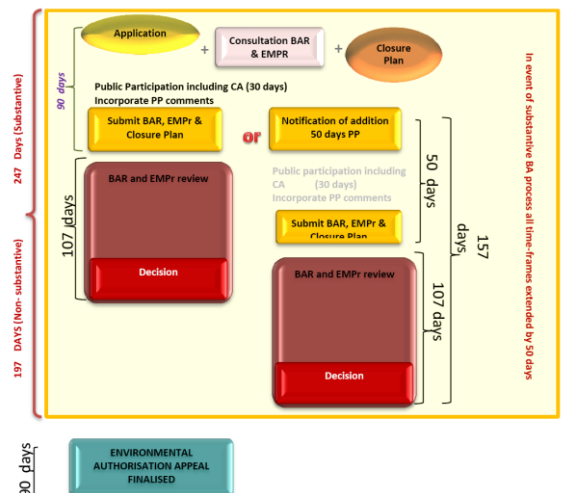 Application
+
Consultation BAR
& EMPR
+
Closure
Plan
90 days
Public Participation including CA (30 days)
Incorporate PP comments
Submit BAR, EMPr &
Closure Plan
or
Notification of addition
50 days PP
Public participation including
CA (30 days)
Incorporate PP comments
Submit BAR, EMPr &
Closure Plan
BAR and EMPr review
Decision
107 days
BAR and EMPr review
Decision
50 days
107 days
157
days
247 Days (Substantive)
197 DAYS (Non- substantive)
In event of substantive BA process all time-frames extended by 50 days
ENVIRONMENTAL
AUTHORISATION APPEAL
FINALISED
90 days